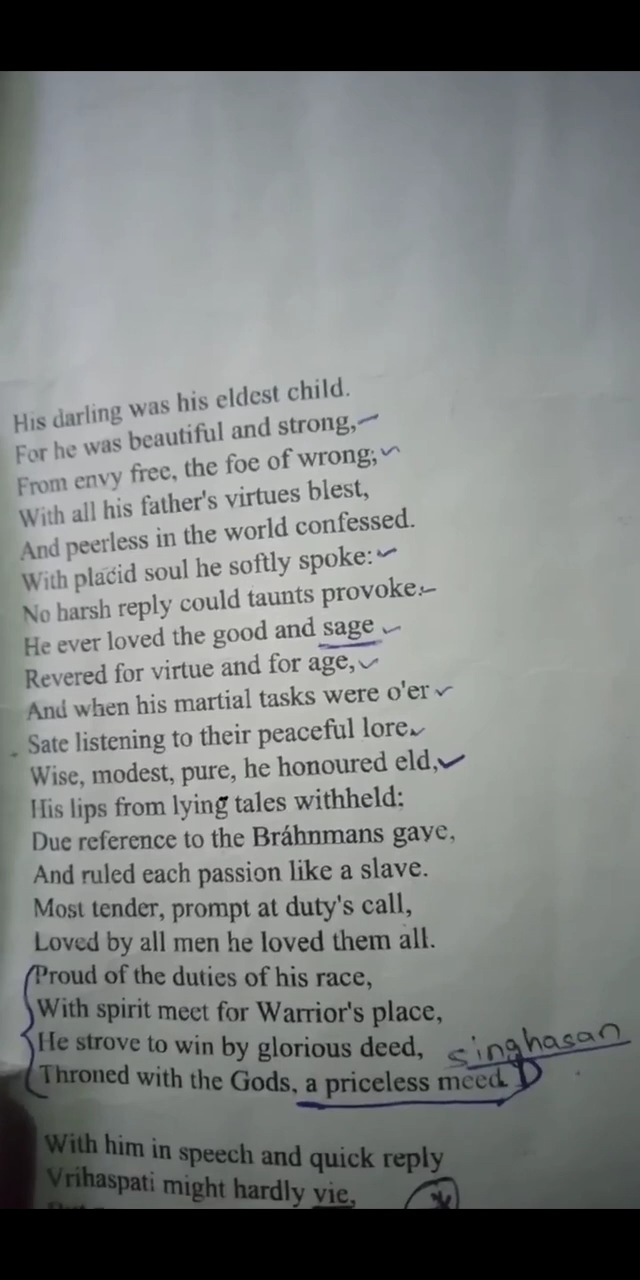 His darling was his eldest child.
For he was beautiful and strong,
From envy free, the foe of wrong;
With all his father's virtues blest,
And peerless in the world confessed.
With placid soul he softly spoke:
No harsh reply could taunts provoke.
He ever loved the good and sage
Revered for virtue and for age,
And when his martial tasks were o'er
Sate listening to their peaceful lore.
Wise, modest, pure, he honoured eld,
His lips from lying tales withheld;
Due reference to the Bráhnmans gave,
And ruled each passion like a slave.
Most tender, prompt at duty's call,
Loved by all men he loved them all.
Proud of the duties of his race,
With spirit meet for Warrior's place,
He strove to win by glorious deed, singhasan
Throned with the Gods, a priceless meed.
With him in speech and quick reply
Vrihaspati might hardly vie,